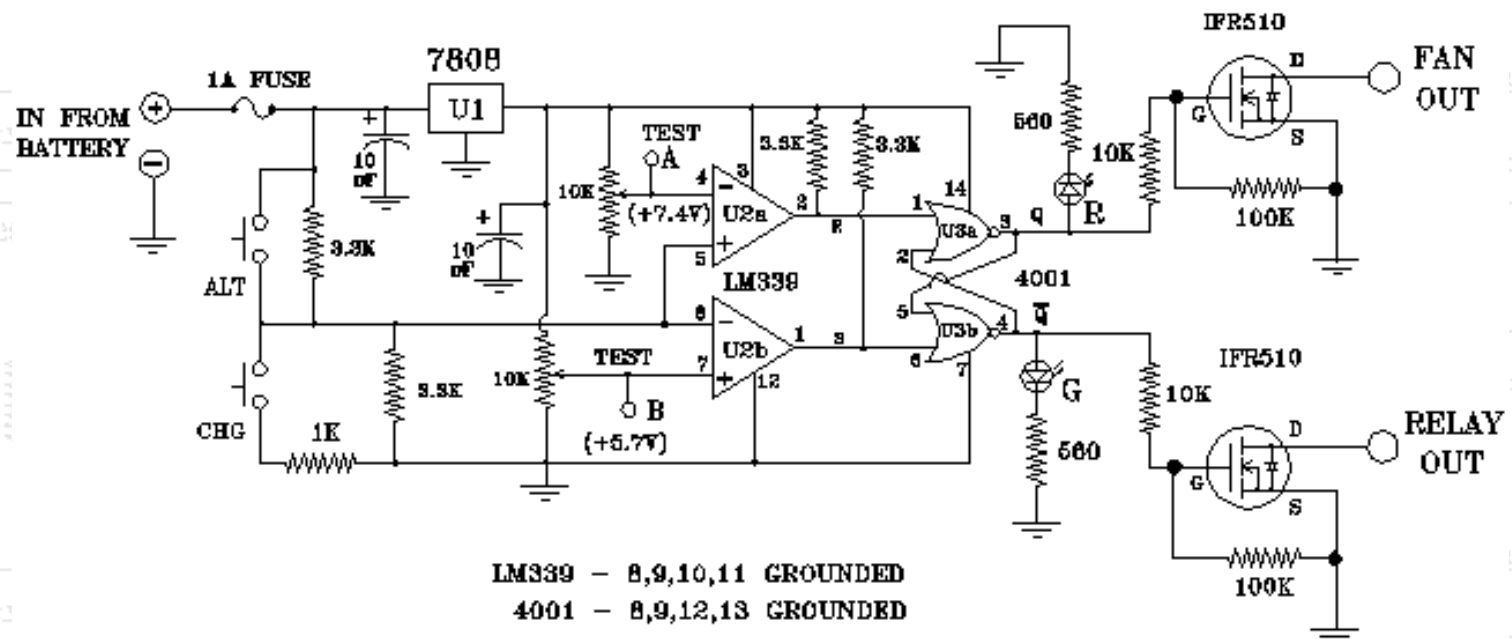 IFR510
7808
1A FUSE
U1
IN FROM
BATTERY
+
-
+
10
ALT
3.3K
CHG
1K
3.3K
+
10
10K
TEST
A
(+7.4V)
4
-
3
U2a
+
5
2
LM339
6
-
U2b
7
+
1
12
10K
TEST
B
(+5.7V)
3.3K
3.3K
R
S
14
1
2
U3a
3
Q
4001
5
6
U3b
4
7
Q̅
560
R
10K
G
D
S
100K
FAN
OUT
G
560
10K
IFR510
G
D
S
100K
RELAY
OUT
LM339 - 8,9,10,11 GROUNDED
4001 - 8,9,12,13 GROUNDED